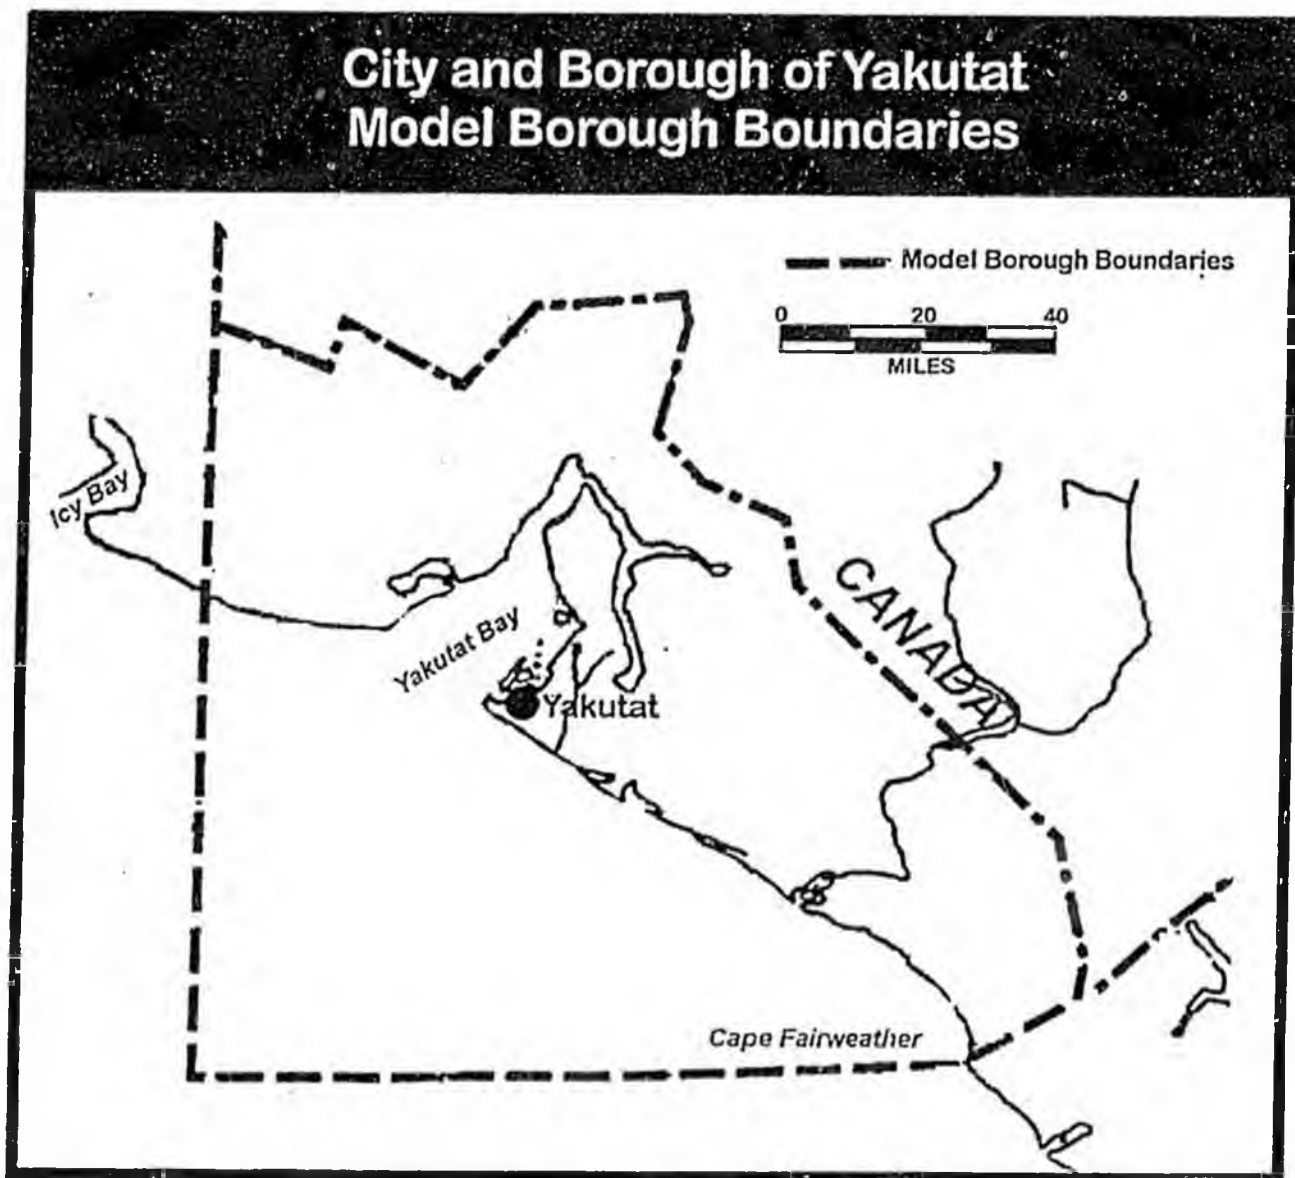 City and Borough of Yakutat
Model Borough Boundaries
Model Borough Boundaries
0 20 40
MILES
Icy Bay
CANADA
Yakutat Bay
Yakutat
Cape Fairweather